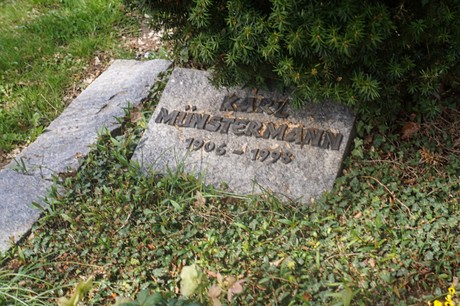 KARL
MÜNSTERMANN
1906 - 1998